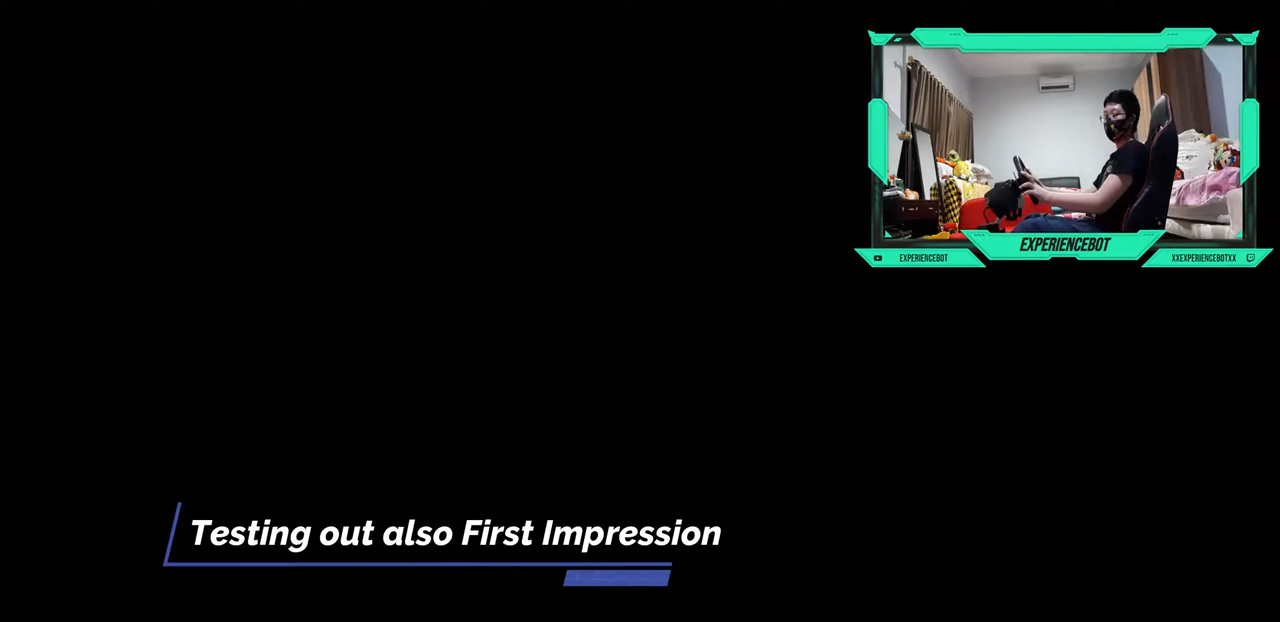 EXPERIENCEBOT
EXPERIENCEBOT
XXEXPERIENCEBOTXX
Testing out also First Impression